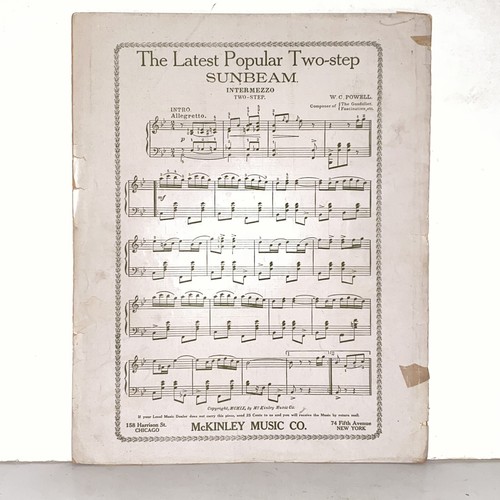 The Latest Popular Two-step
SUNBEAM.
INTERMEZZO
TWO-STEP.
W. C. POWELL.
Composer of { The Gondolier.
Fascination, etc.
INTRO.
Allegretto.
p
mf
1
2
Copyright, MCMIX, by McKinley Music Co.
If your Local Music Dealer does not carry this piece, send 25 Cents to us and you will receive the Music by return mail.
158 Harrison St.
CHICAGO
McKINLEY MUSIC CO.
74 Fifth Avenue
NEW YORK